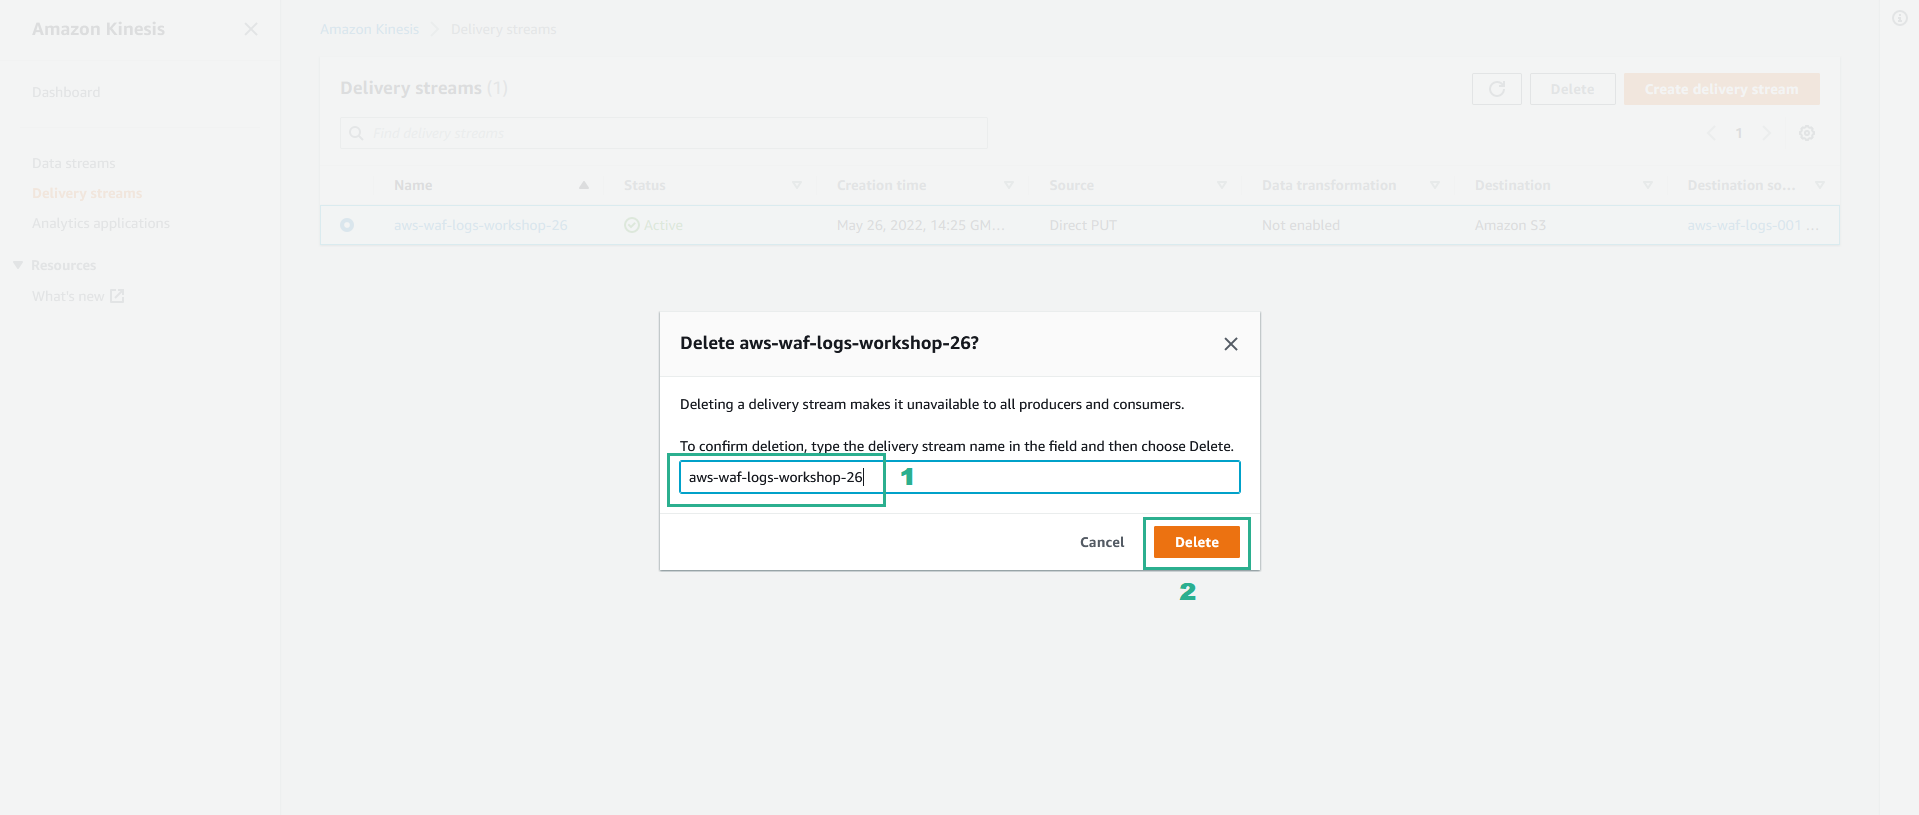 Amazon Kinesis
Dashboard
Data streams
Delivery streams
Analytics applications
Resources
What's new
Amazon Kinesis > Delivery streams
Delivery streams (1)
Delete
Create delivery stream
Find delivery streams
1
Name Status Creation time Source Data transformation Destination Destination so...
aws-waf-logs-workshop-26 Active May 26, 2022, 14:25 GM... Direct PUT Not enabled Amazon S3 aws-waf-logs-001 ...
Delete aws-waf-logs-workshop-26?
Deleting a delivery stream makes it unavailable to all producers and consumers.
To confirm deletion, type the delivery stream name in the field and then choose Delete.
aws-waf-logs-workshop-26 1
Cancel Delete
2